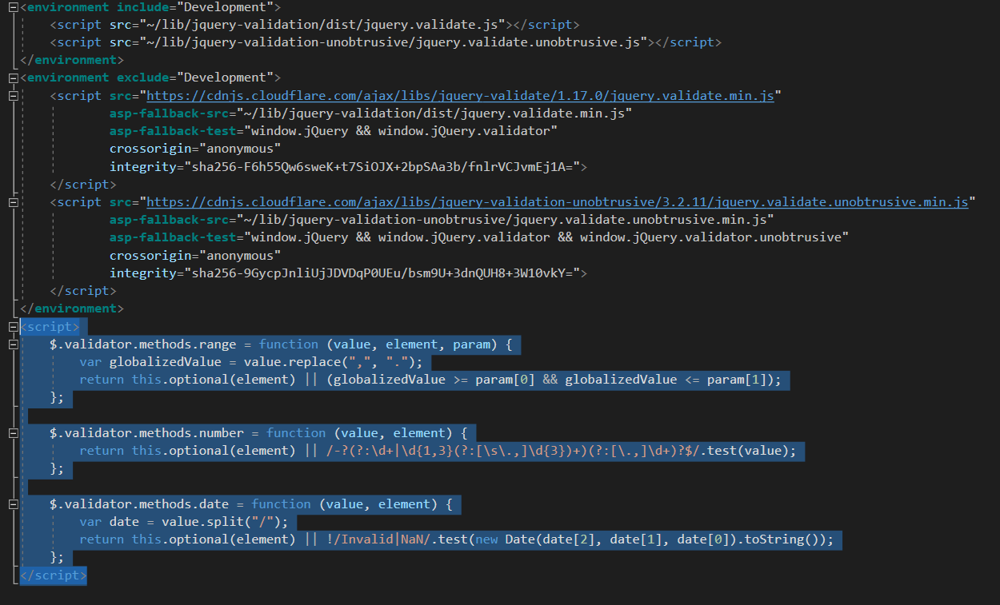 <environment include="Development">
    <script src="~/lib/jquery-validation/dist/jquery.validate.js"></script>
    <script src="~/lib/jquery-validation-unobtrusive/jquery.validate.unobtrusive.js"></script>
</environment>
<environment exclude="Development">
    <script src="https://cdnjs.cloudflare.com/ajax/libs/jquery-validate/1.17.0/jquery.validate.min.js"
            asp-fallback-src="~/lib/jquery-validation/dist/jquery.validate.min.js"
            asp-fallback-test="window.jQuery && window.jQuery.validator"
            crossorigin="anonymous"
            integrity="sha256-F6h55Qw6sweK+t7SiOJX+2bpSAa3b/fnlrVCJvmEj1A=">
    </script>
    <script src="https://cdnjs.cloudflare.com/ajax/libs/jquery-validation-unobtrusive/3.2.11/jquery.validate.unobtrusive.min.js"
            asp-fallback-src="~/lib/jquery-validation-unobtrusive/jquery.validate.unobtrusive.min.js"
            asp-fallback-test="window.jQuery && window.jQuery.validator && window.jQuery.validator.unobtrusive"
            crossorigin="anonymous"
            integrity="sha256-9GycpJnliUjJDVDqP0UEu/bsm9U+3dnQUH8+3W10vkY=">
    </script>
</environment>
<script>
    $.validator.methods.range = function (value, element, param) {
        var globalizedValue = value.replace(",", ".");
        return this.optional(element) || (globalizedValue >= param[0] && globalizedValue <= param[1]);
    };

    $.validator.methods.number = function (value, element) {
        return this.optional(element) || /-?(?:\d+|\d{1,3}(?:[\s\.,]\d{3})+)(?:[\.,]\d+)?$/.test(value);
    };

    $.validator.methods.date = function (value, element) {
        var date = value.split("/");
        return this.optional(element) || !/Invalid|NaN/.test(new Date(date[2], date[1], date[0]).toString());
    };
</script>